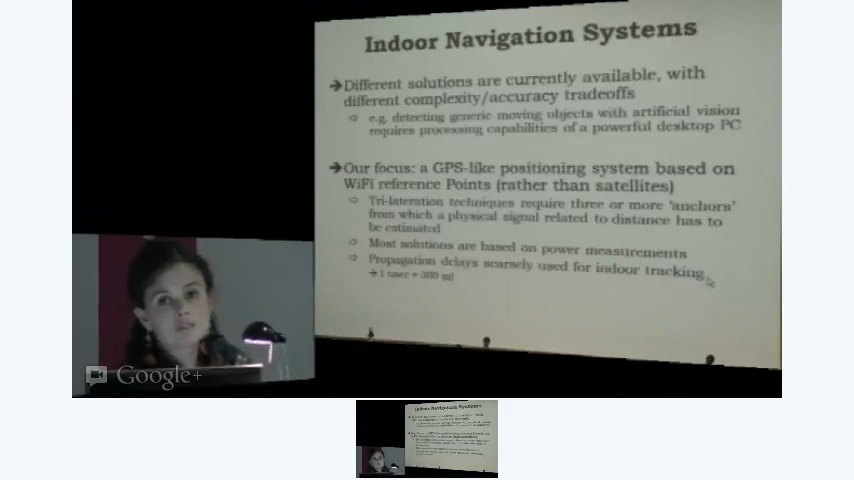 Indoor Navigation Systems
➔Different solutions are currently available, with
different complexity/accuracy tradeoffs
⇨ e.g. detecting generic moving objects with artificial vision
requires processing capabilities of a powerful desktop PC
➔Our focus: a GPS-like positioning system based on
WiFi reference Points (rather than satellites)
⇨ Tri-lateration techniques require three or more 'anchors'
from which a physical signal related to distance has to
be estimated
⇨ Most solutions are based on power measurements
⇨ Propagation delays scarsely used for indoor tracking
➔ 1 usec = 300 m!
Google+